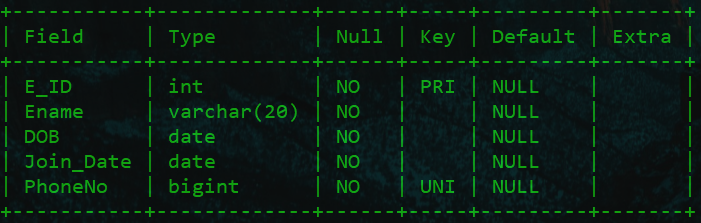 +-----------+-------------+------+-----+---------+-------+
| Field     | Type        | Null | Key | Default | Extra |
+-----------+-------------+------+-----+---------+-------+
| E_ID      | int         | NO   | PRI | NULL    |       |
| Ename     | varchar(20) | NO   |     | NULL    |       |
| DOB       | date        | NO   |     | NULL    |       |
| Join_Date | date        | NO   |     | NULL    |       |
| PhoneNo   | bigint      | NO   | UNI | NULL    |       |
+-----------+-------------+------+-----+---------+-------+